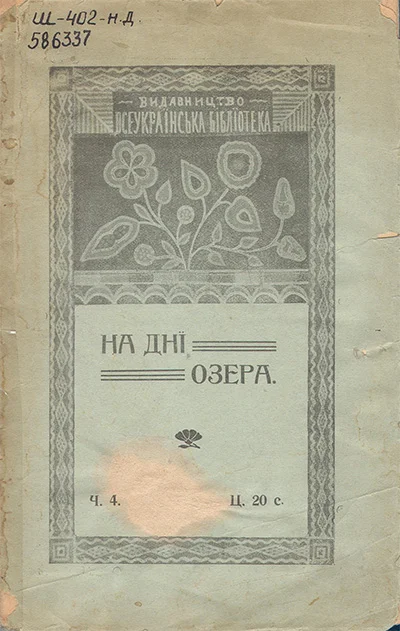 Ш-402-н.д.
586337
ВИДАВНИЦТВО
ВСЕУКРАЇНСЬКА БІБЛІОТЕКА
НА ДНІ
ОЗЕРА.
Ч. 4. Ц. 20 с.